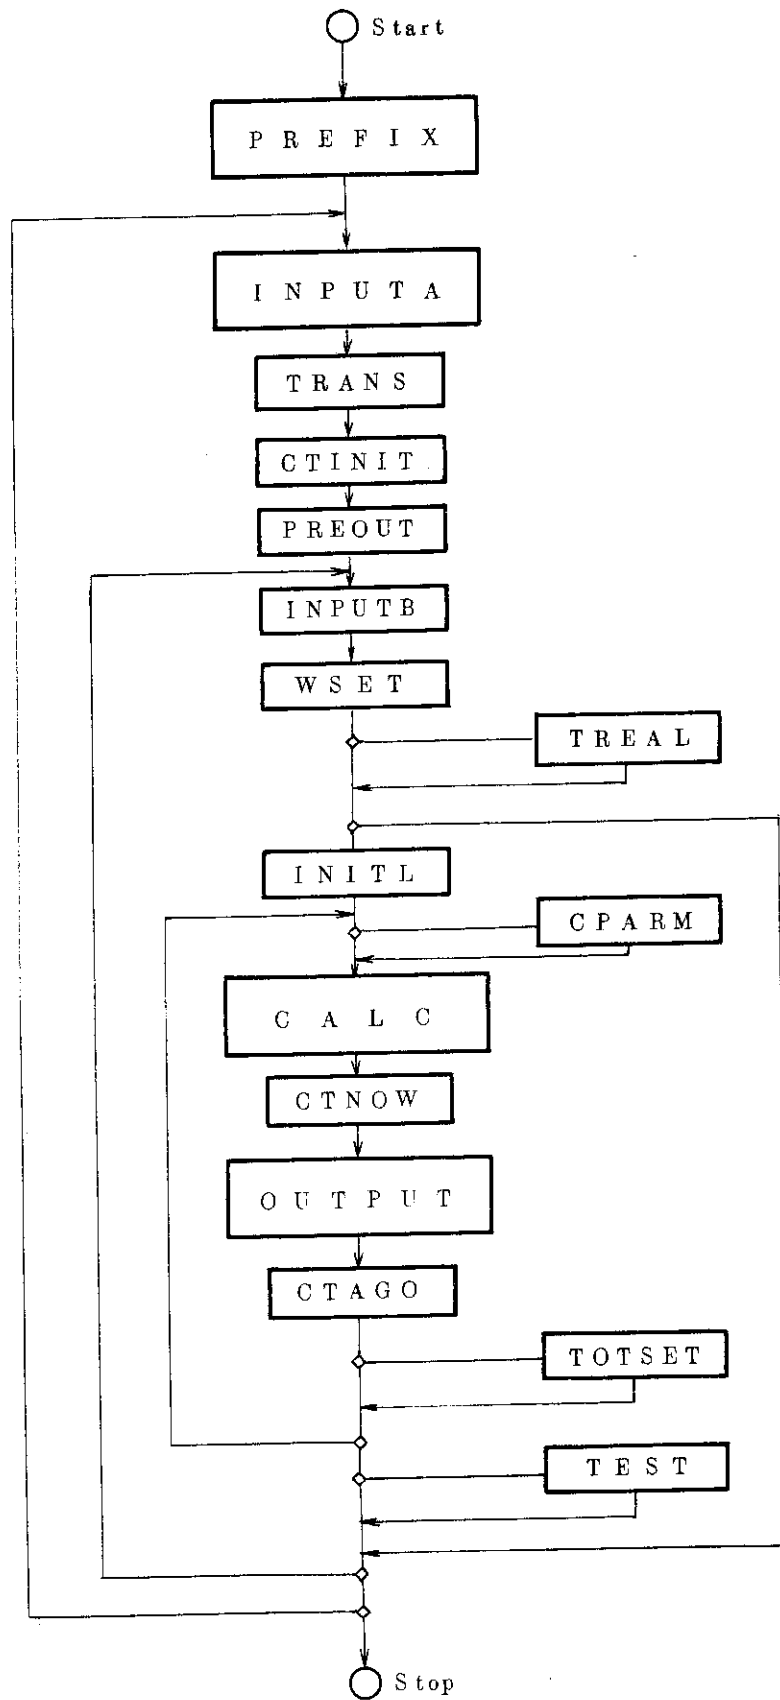 Start
PREFIX
INPUTA
TRANS
CTINIT
PREOUT
INPUTB
WSET
TREAL
INITL
CPARM
CALC
CTNOW
OUTPUT
CTAGO
TOTSET
TEST
Stop